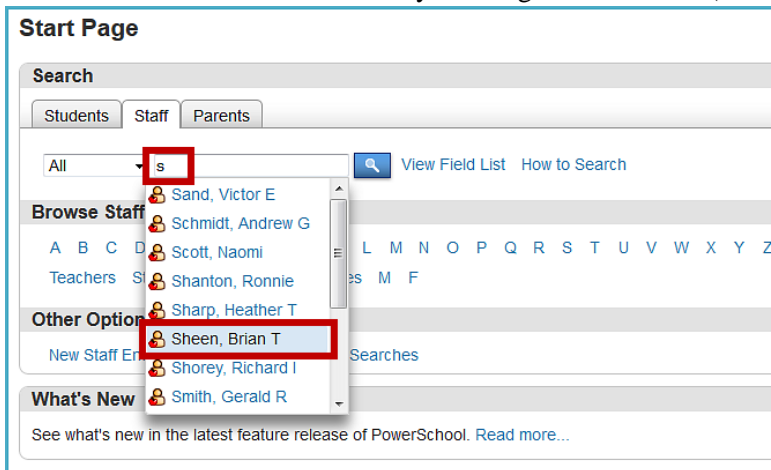 Start Page
Search
Students Staff Parents
All s View Field List How to Search
Sand, Victor E
Browse Staff
Schmidt, Andrew G
A B C D L M N O P Q R S T U V W X Y Z
Scott, Naomi
Teachers St es M F
Shanton, Ronnie
Sharp, Heather T
Other Option
Sheen, Brian T
New Staff En Searches
Shorey, Richard I
What's New
Smith, Gerald R
See what's new in the latest feature release of PowerSchool. Read more...